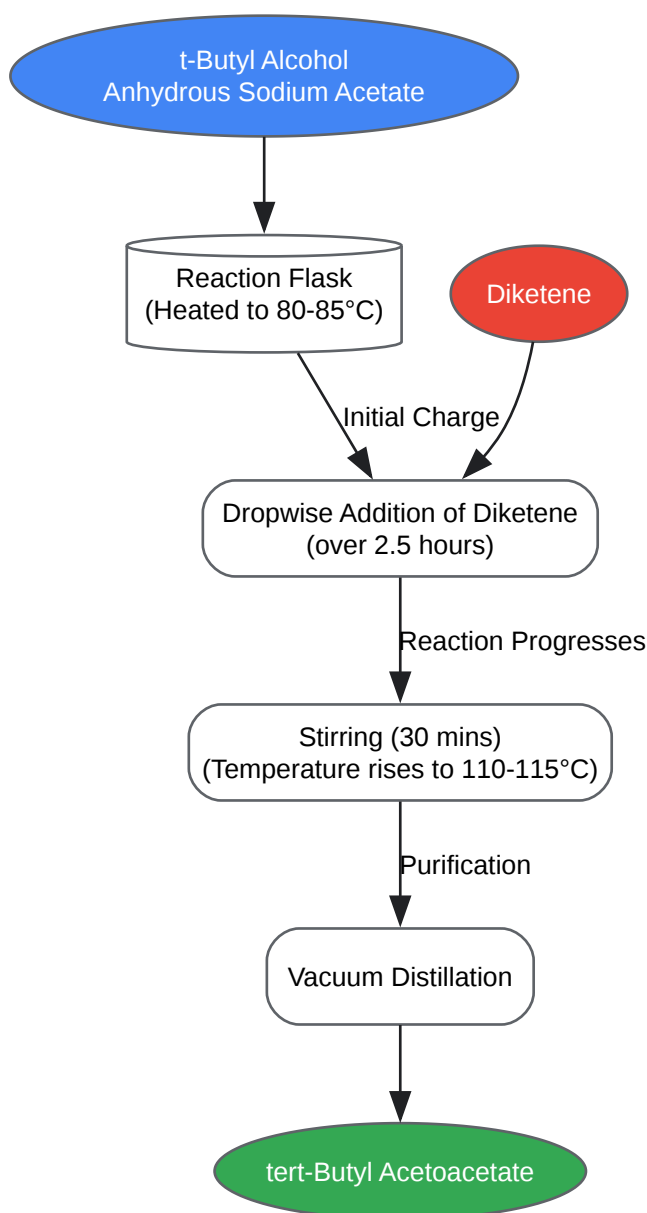 t-Butyl Alcohol
Anhydrous Sodium Acetate
Reaction Flask
(Heated to 80-85°C)
Diketene
Initial Charge
Dropwise Addition of Diketene
(over 2.5 hours)
Reaction Progresses
Stirring (30 mins)
(Temperature rises to 110-115°C)
Purification
Vacuum Distillation
tert-Butyl Acetoacetate